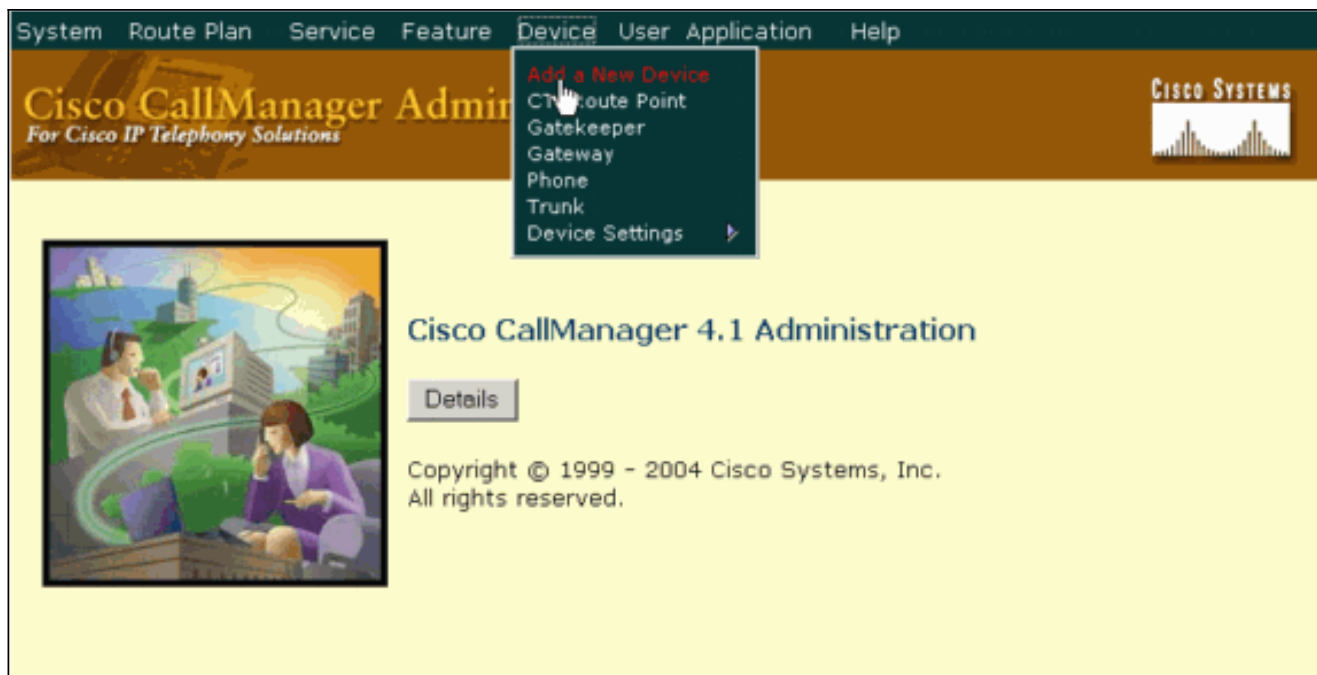 System Route Plan Service Feature Device User Application Help
Cisco CallManager Admin
For Cisco IP Telephony Solutions
CISCO SYSTEMS
Add a New Device
Route Point
Gatekeeper
Gateway
Phone
Trunk
Device Settings
Cisco CallManager 4.1 Administration
Details
Copyright © 1999 - 2004 Cisco Systems, Inc.
All rights reserved.